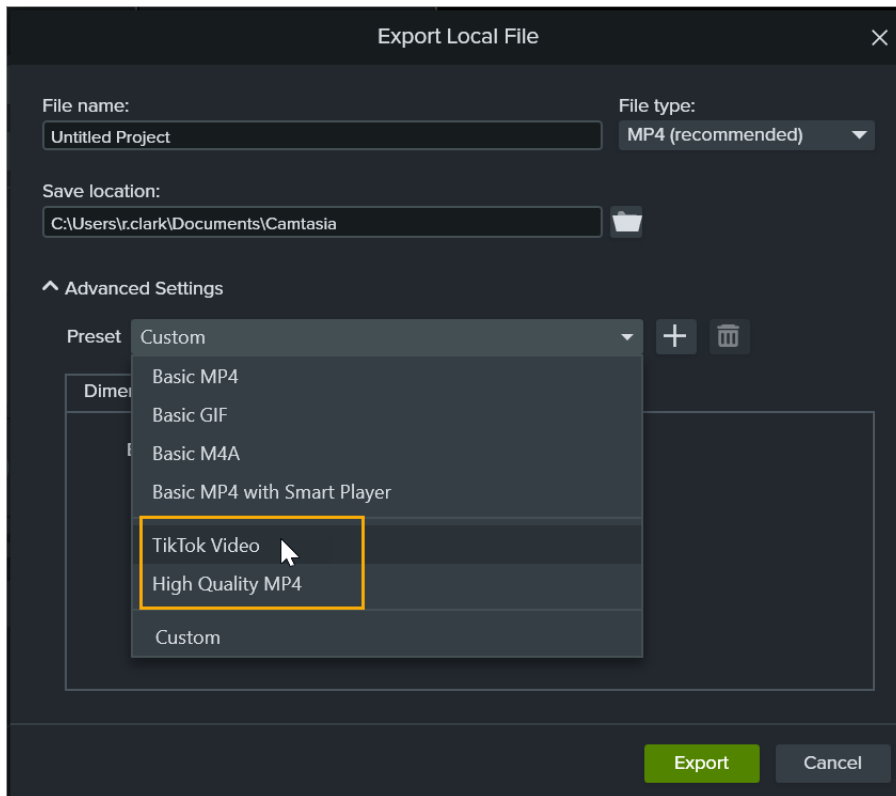 Export Local File
File name:
File type:
Untitled Project
MP4 (recommended)
Save location:
C:\Users\r.clark\Documents\Camtasia
Advanced Settings
Preset
Custom
Basic MP4
Dimen
Basic GIF
Basic M4A
Basic MP4 with Smart Player
TikTok Video
High Quality MP4
Custom
Export
Cancel